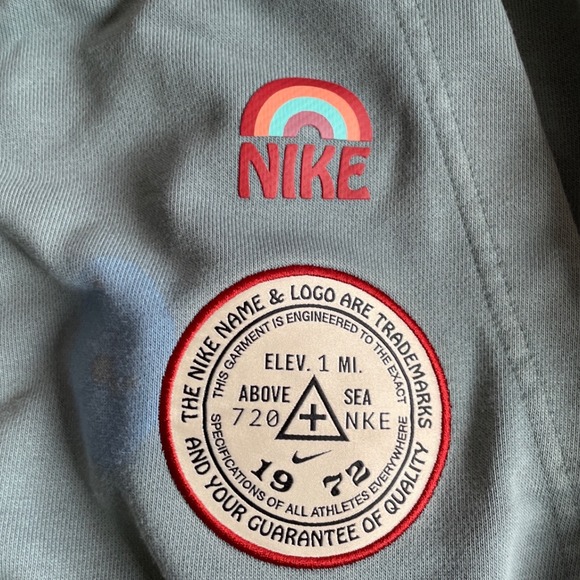 NIKE
THE NIKE NAME & LOGO ARE TRADEMARKS
AND YOUR GUARANTEE OF QUALITY
THIS GARMENT IS ENGINEERED TO THE EXACT
SPECIFICATIONS OF ALL ATHLETES EVERYWHERE
ELEV. 1 MI.
ABOVE SEA
720 NKE
19 72